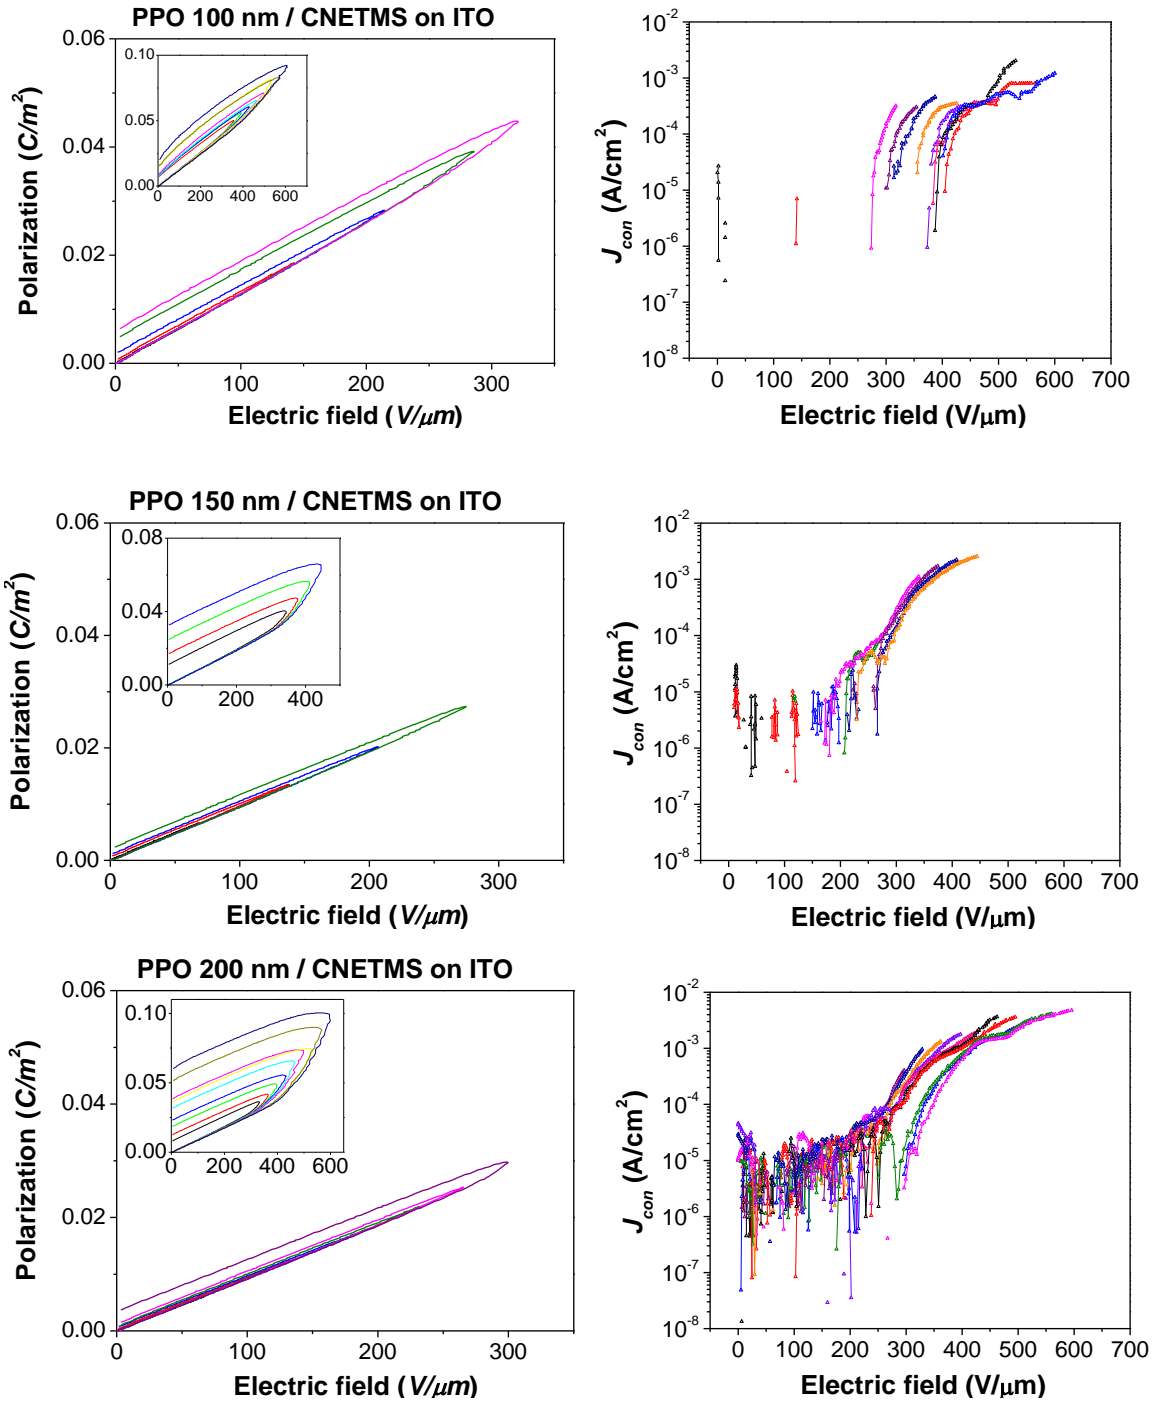 PPO 100 nm / CNETMS on ITO
0.06
0.04
0.02
0.00
Polarization (C/m²)
0.10
0.05
0.00
0 200 400 600
0 100 200 300
Electric field (V/μm)
10⁻²
10⁻³
10⁻⁴
10⁻⁵
10⁻⁶
10⁻⁷
10⁻⁸
J_con (A/cm²)
0 100 200 300 400 500 600 700
Electric field (V/μm)
PPO 150 nm / CNETMS on ITO
0.06
0.04
0.02
0.00
Polarization (C/m²)
0.08
0.04
0.00
0 200 400
0 100 200 300
Electric field (V/μm)
10⁻²
10⁻³
10⁻⁴
10⁻⁵
10⁻⁶
10⁻⁷
10⁻⁸
J_con (A/cm²)
0 100 200 300 400 500 600 700
Electric field (V/μm)
PPO 200 nm / CNETMS on ITO
0.06
0.04
0.02
0.00
Polarization (C/m²)
0.10
0.05
0.00
0 200 400 600
0 100 200 300
Electric field (V/μm)
10⁻²
10⁻³
10⁻⁴
10⁻⁵
10⁻⁶
10⁻⁷
10⁻⁸
J_con (A/cm²)
0 100 200 300 400 500 600 700
Electric field (V/μm)